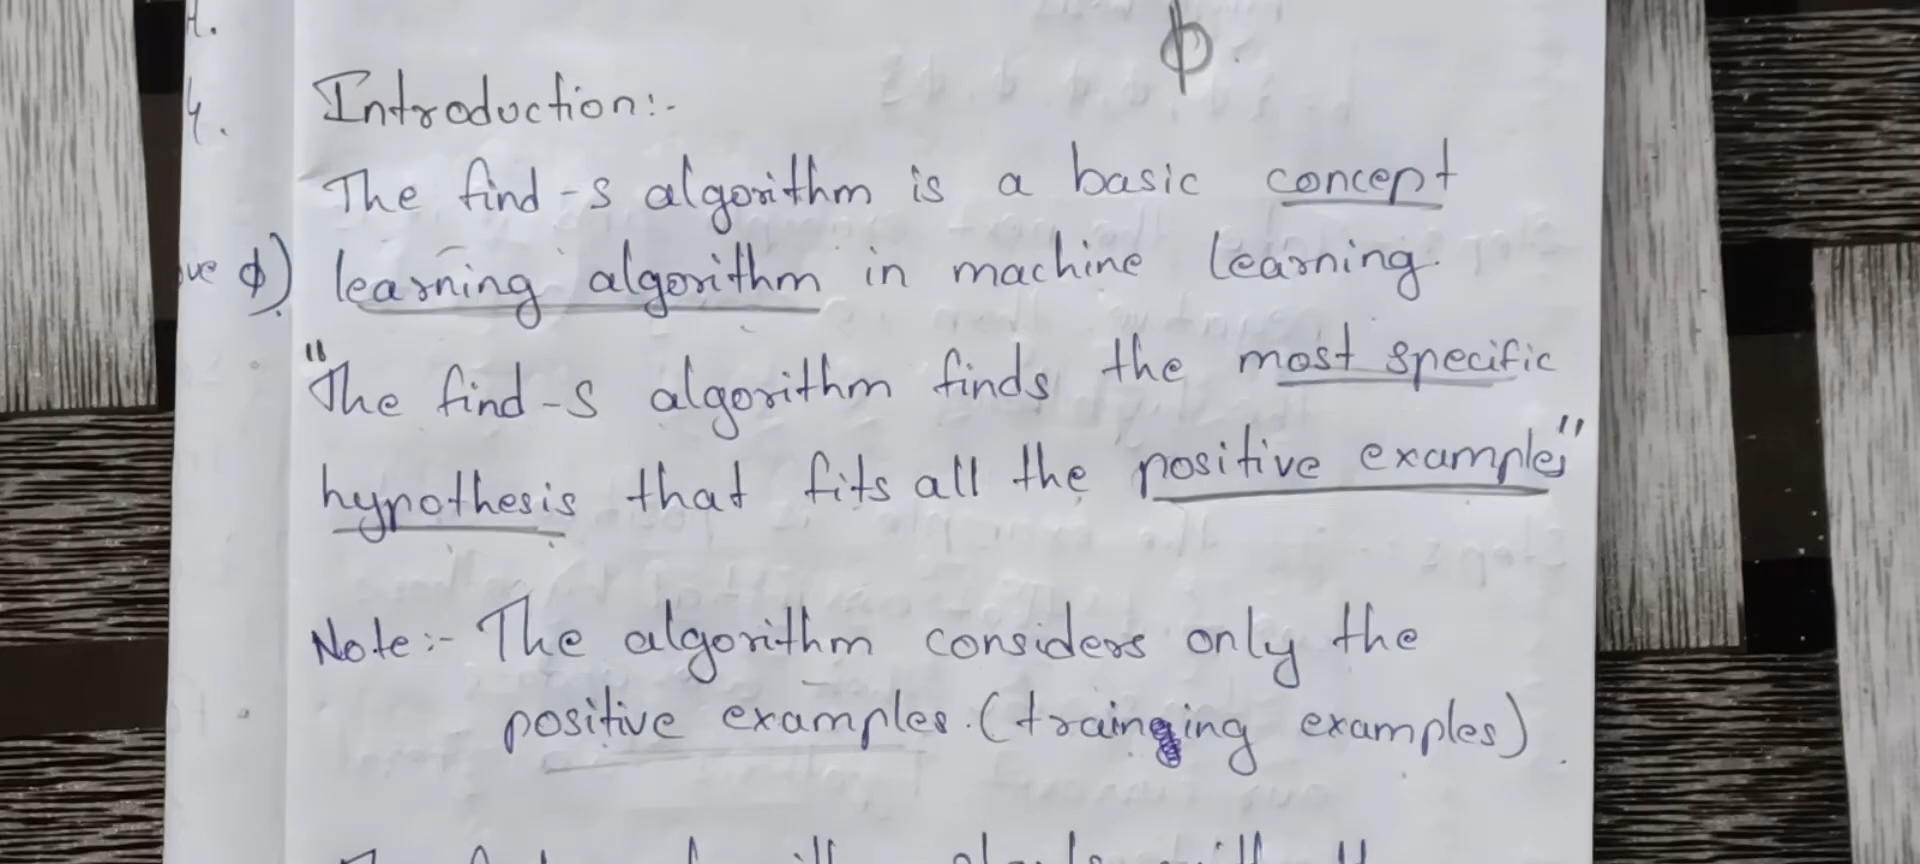 φ.
Introduction:-
The find-s algorithm is a basic concept
ve φ) learning algorithm in machine learning.
"The find-s algorithm finds the most specific
hypothesis that fits all the positive examples"
Note:- The algorithm considers only the
positive examples. (training examples)